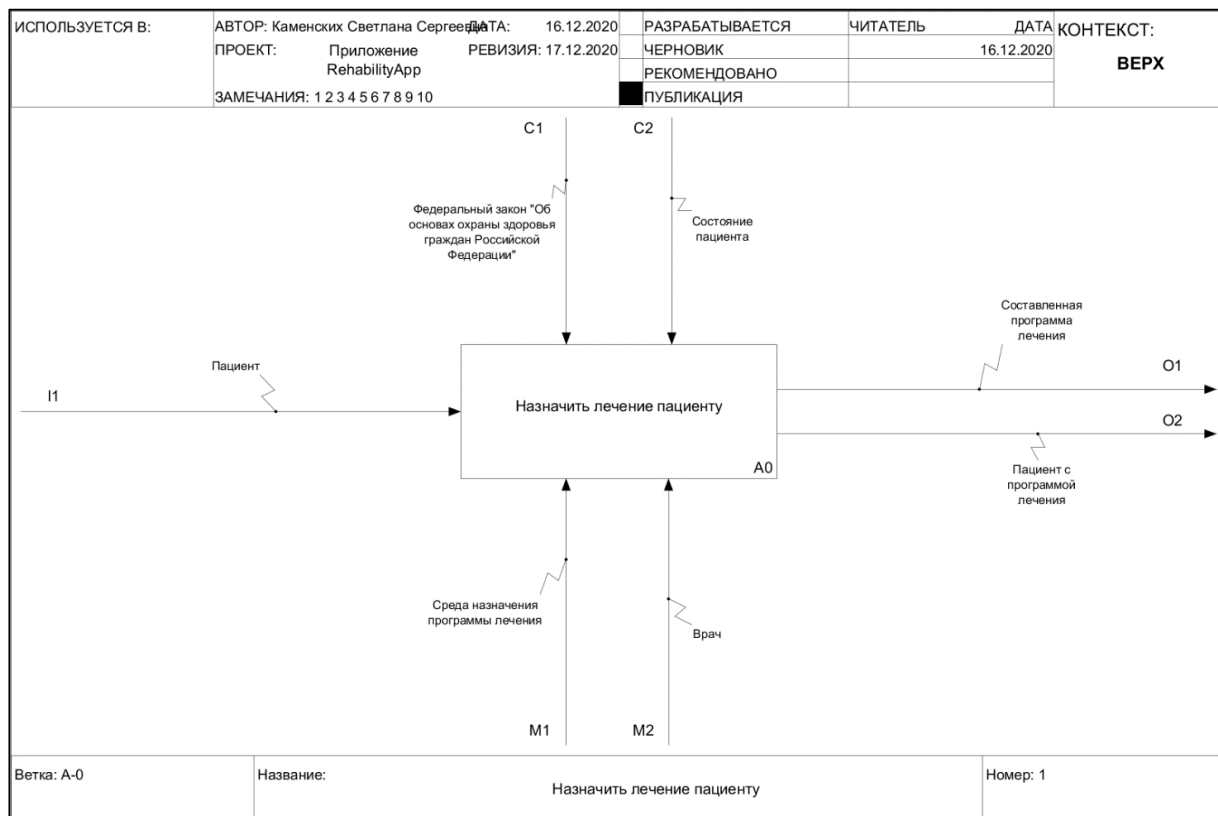 ИСПОЛЬЗУЕТСЯ В:
АВТОР: Каменских Светлана Сергеевна
ДАТА: 16.12.2020
РАЗРАБАТЫВАЕТСЯ
ЧИТАТЕЛЬ
ДАТА
КОНТЕКСТ:
ПРОЕКТ: Приложение
RehabilityApp
РЕВИЗИЯ: 17.12.2020
ЧЕРНОВИК
16.12.2020
ВЕРХ
РЕКОМЕНДОВАНО
ЗАМЕЧАНИЯ: 1 2 3 4 5 6 7 8 9 10
ПУБЛИКАЦИЯ
C1
C2
Федеральный закон "Об
основах охраны здоровья
граждан Российской
Федерации"
Состояние
пациента
Составленная
программа
лечения
Пациент
I1
O1
Назначить лечение пациенту
O2
A0
Пациент с
программой
лечения
Среда назначения
программы лечения
Врач
M1
M2
Ветка: A-0
Название:
Назначить лечение пациенту
Номер: 1